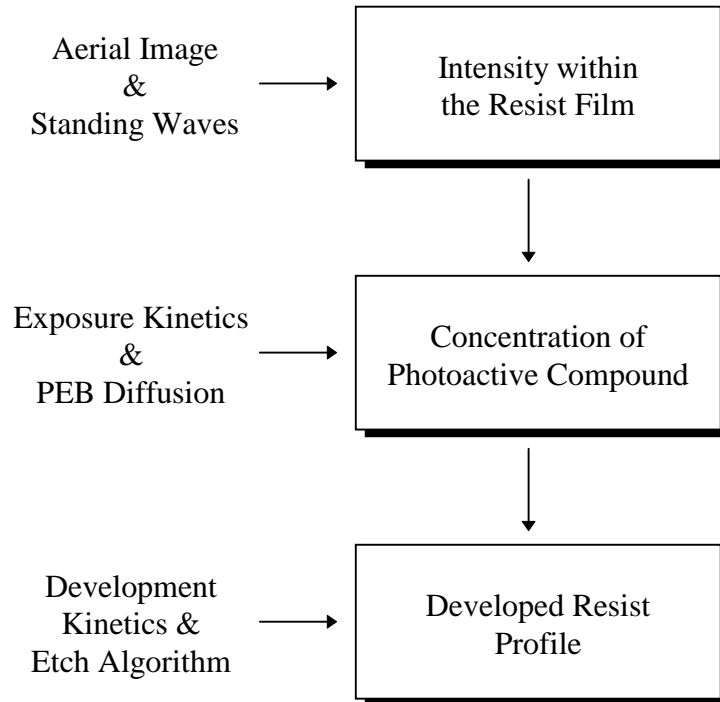 Aerial Image
&
Standing Waves
Intensity within
the Resist Film
Exposure Kinetics
&
PEB Diffusion
Concentration of
Photoactive Compound
Development
Kinetics &
Etch Algorithm
Developed Resist
Profile